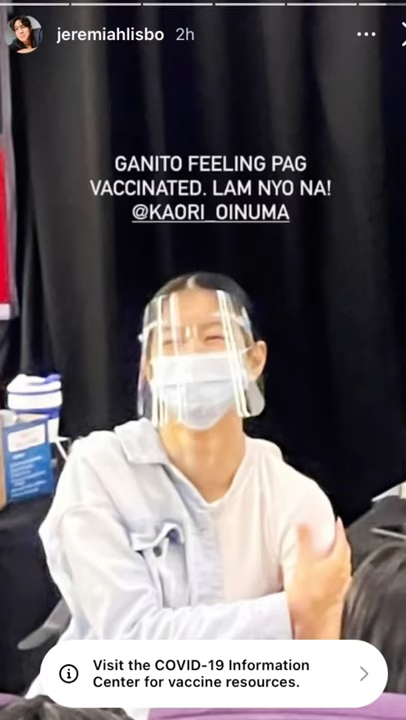 jeremiahlisbo 2h
GANITO FEELING PAG
VACCINATED. LAM NYO NA!
@KAORI_OINUMA
Visit the COVID-19 Information
Center for vaccine resources.